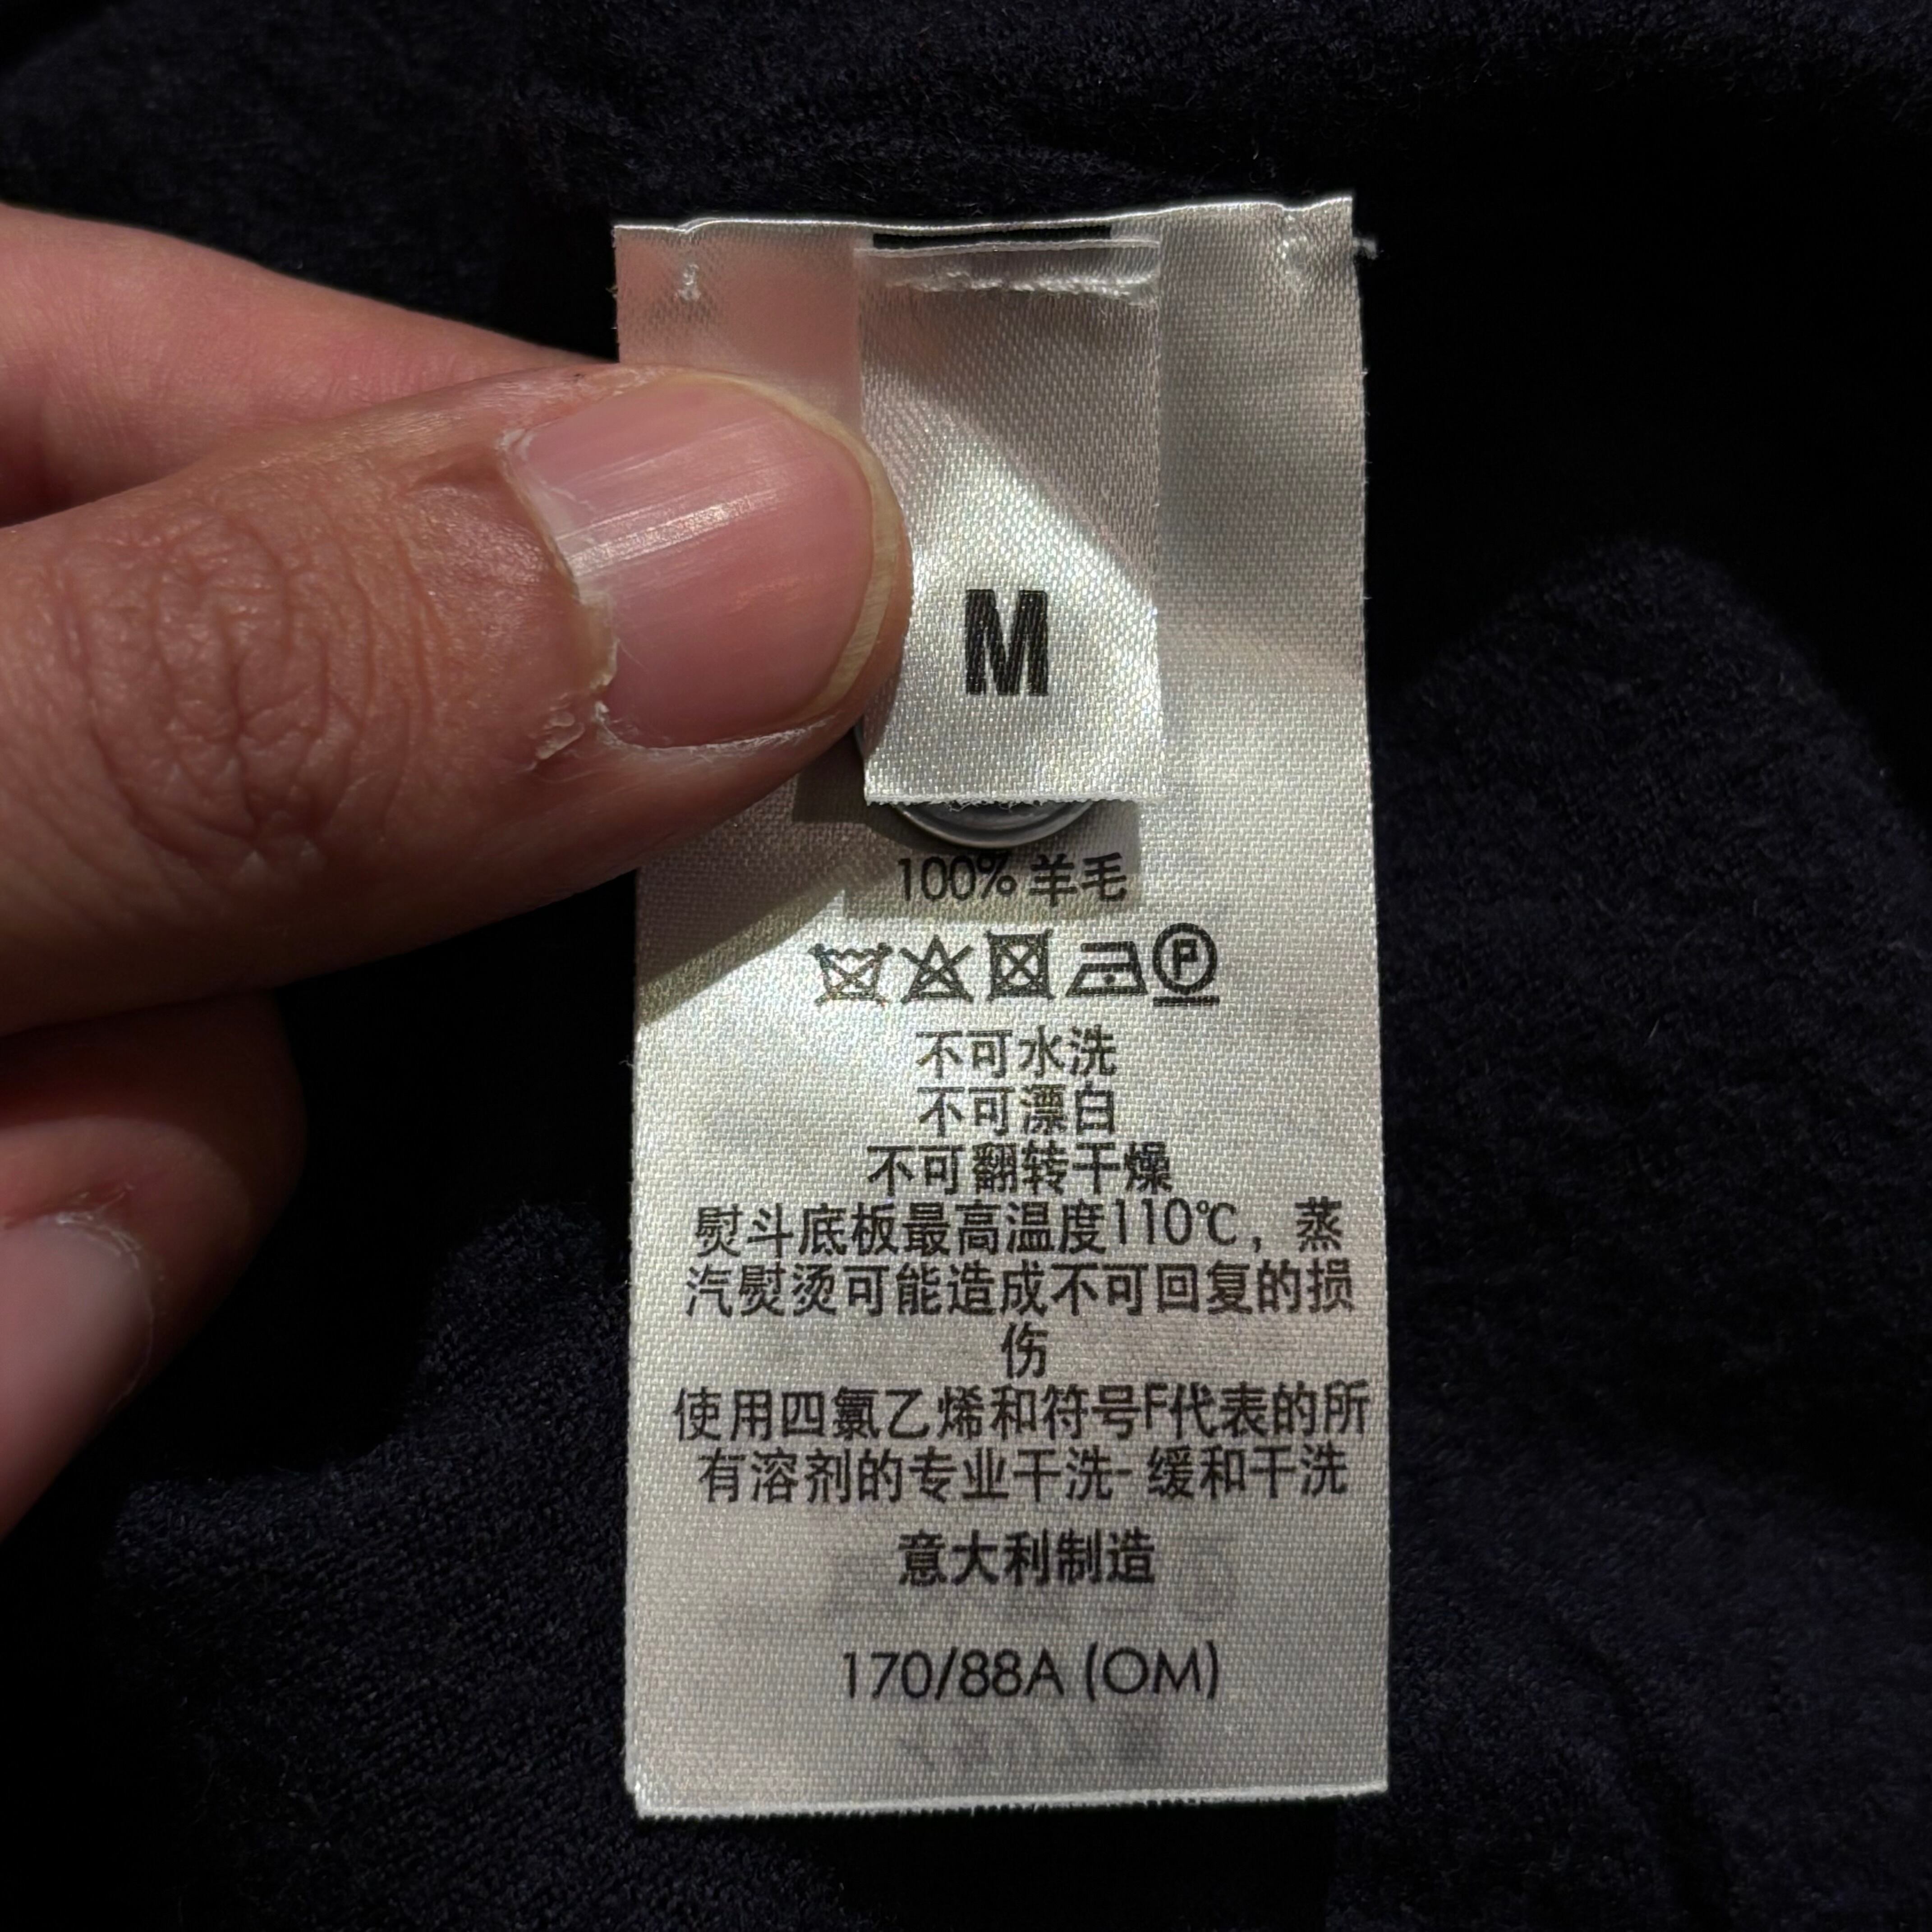 M
100% 羊毛
P
不可水洗
不可漂白
不可翻转干燥
熨斗底板最高温度110℃，蒸
汽熨烫可能造成不可回复的损
伤
使用四氯乙烯和符号F代表的所
有溶剂的专业干洗- 缓和干洗
意大利制造
170/88A (OM)